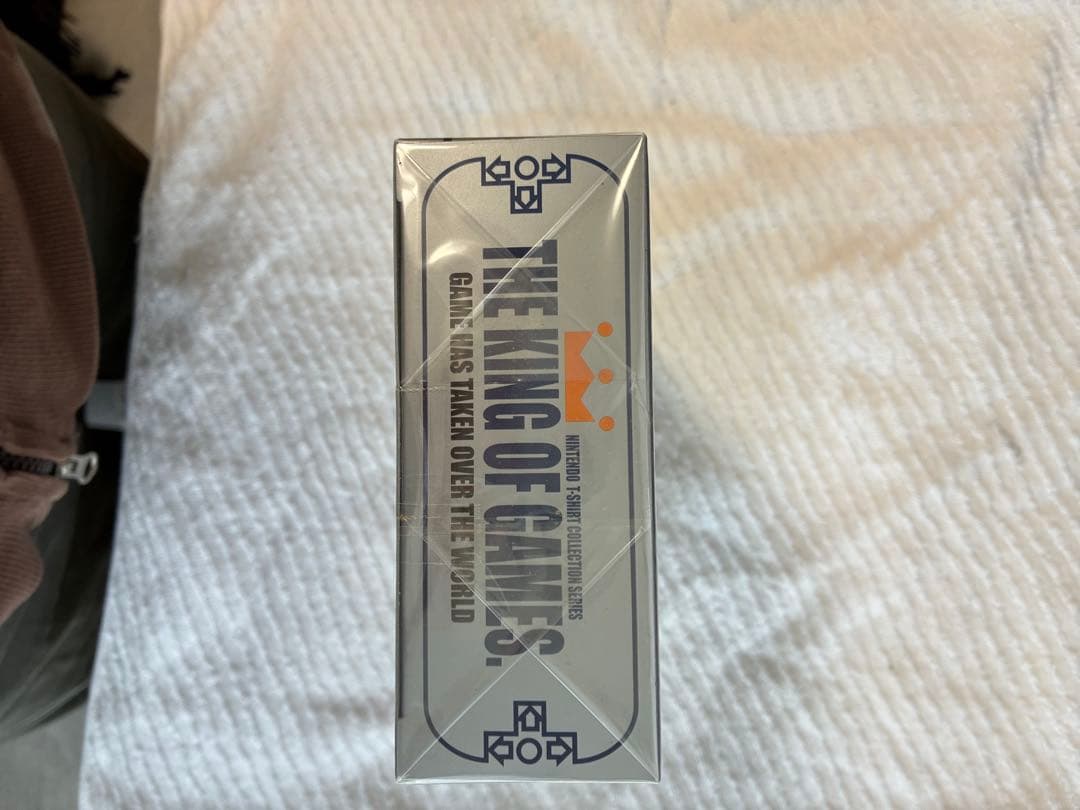 NINTENDO T-SHIRT COLLECTION SERIES
THE KING OF GAMES.
GAME HAS TAKEN OVER THE WORLD